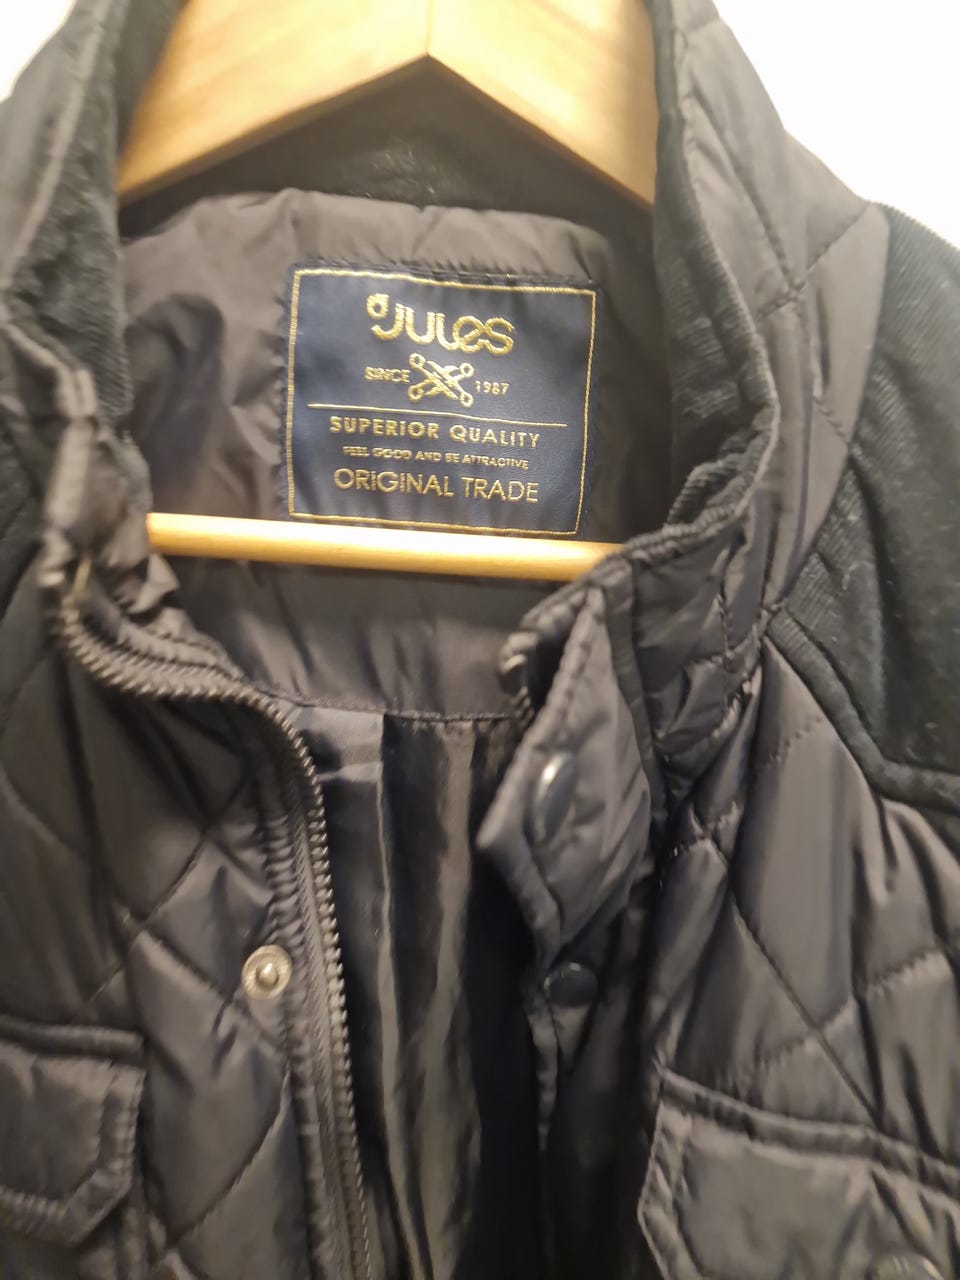 JULES
SINCE 1987
SUPERIOR QUALITY
FEEL GOOD AND BE ATTRACTIVE
ORIGINAL TRADE